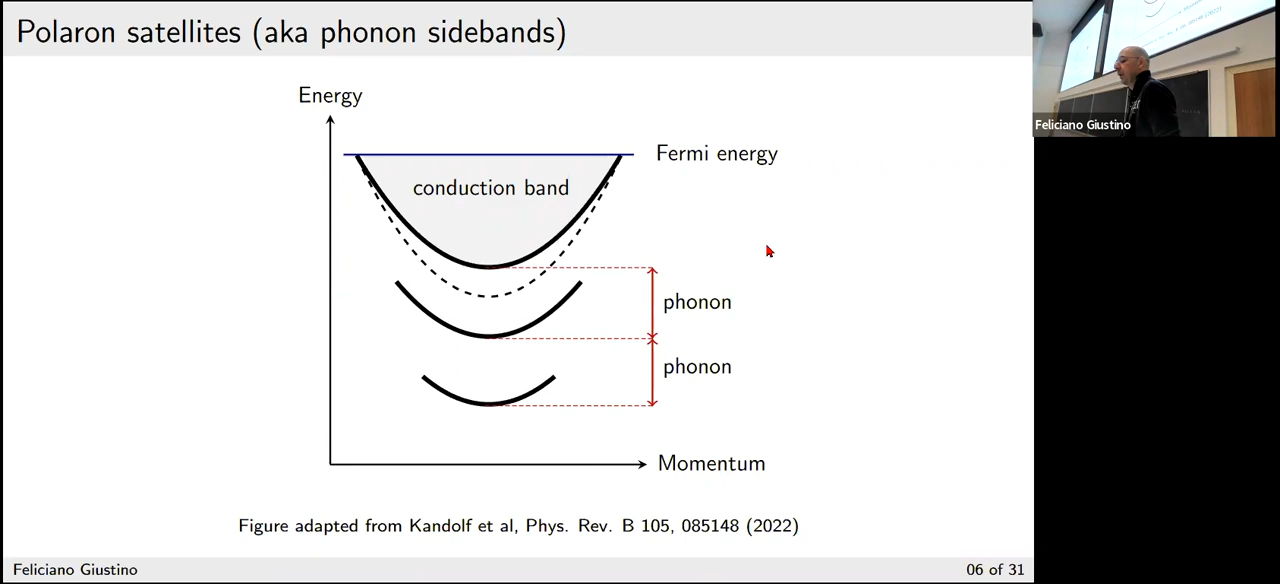 Polaron satellites (aka phonon sidebands)
Energy
Fermi energy
conduction band
phonon
phonon
Momentum
Figure adapted from Kandolf et al, Phys. Rev. B 105, 085148 (2022)
Feliciano Giustino
06 of 31
Feliciano Giustino